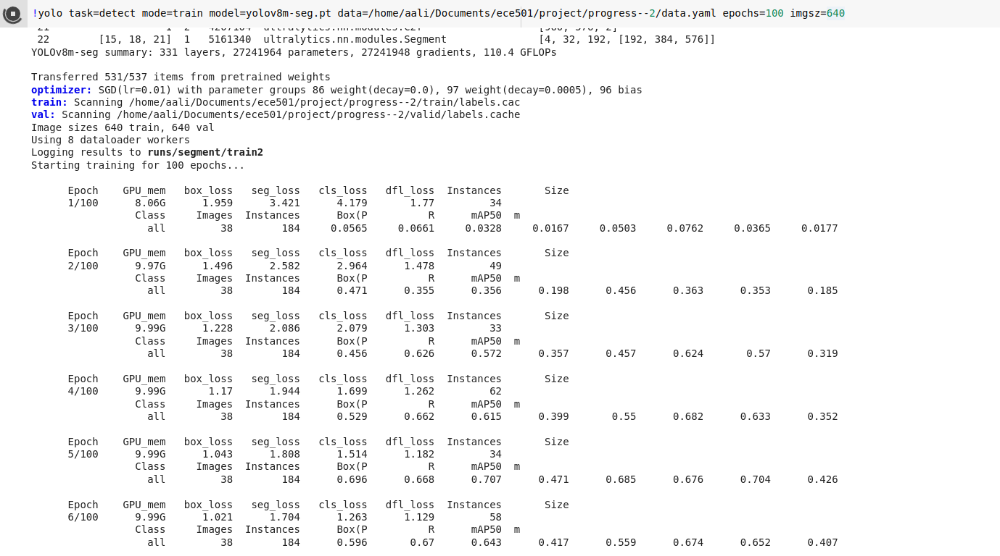 !yolo task=detect mode=train model=yolov8m-seg.pt data=/home/aali/Documents/ece501/project/progress--2/data.yaml epochs=100 imgsz=640
22 [15, 18, 21] 1 5161340 ultralytics.nn.modules.Segment [4, 32, 192, [192, 384, 576]]
YOLOv8m-seg summary: 331 layers, 27241964 parameters, 27241948 gradients, 110.4 GFLOPs
Transferred 531/537 items from pretrained weights
optimizer: SGD(lr=0.01) with parameter groups 86 weight(decay=0.0), 97 weight(decay=0.0005), 96 bias
train: Scanning /home/aali/Documents/ece501/project/progress--2/train/labels.cac
val: Scanning /home/aali/Documents/ece501/project/progress--2/valid/labels.cache
Image sizes 640 train, 640 val
Using 8 dataloader workers
Logging results to runs/segment/train2
Starting training for 100 epochs...
Epoch GPU_mem box_loss seg_loss cls_loss dfl_loss Instances Size
1/100 8.06G 1.959 3.421 4.179 1.77 34
Class Images Instances Box(P R mAP50 m
all 38 184 0.0565 0.0661 0.0328 0.0167 0.0503 0.0762 0.0365 0.0177
Epoch GPU_mem box_loss seg_loss cls_loss dfl_loss Instances Size
2/100 9.97G 1.496 2.582 2.964 1.478 49
Class Images Instances Box(P R mAP50 m
all 38 184 0.471 0.355 0.356 0.198 0.456 0.363 0.353 0.185
Epoch GPU_mem box_loss seg_loss cls_loss dfl_loss Instances Size
3/100 9.99G 1.228 2.086 2.079 1.303 33
Class Images Instances Box(P R mAP50 m
all 38 184 0.456 0.626 0.572 0.357 0.457 0.624 0.57 0.319
Epoch GPU_mem box_loss seg_loss cls_loss dfl_loss Instances Size
4/100 9.99G 1.17 1.944 1.699 1.262 62
Class Images Instances Box(P R mAP50 m
all 38 184 0.529 0.662 0.615 0.399 0.55 0.682 0.633 0.352
Epoch GPU_mem box_loss seg_loss cls_loss dfl_loss Instances Size
5/100 9.99G 1.043 1.808 1.514 1.182 34
Class Images Instances Box(P R mAP50 m
all 38 184 0.696 0.668 0.707 0.471 0.685 0.676 0.704 0.426
Epoch GPU_mem box_loss seg_loss cls_loss dfl_loss Instances Size
6/100 9.99G 1.021 1.704 1.263 1.129 58
Class Images Instances Box(P R mAP50 m
all 38 184 0.596 0.67 0.643 0.417 0.559 0.674 0.652 0.407